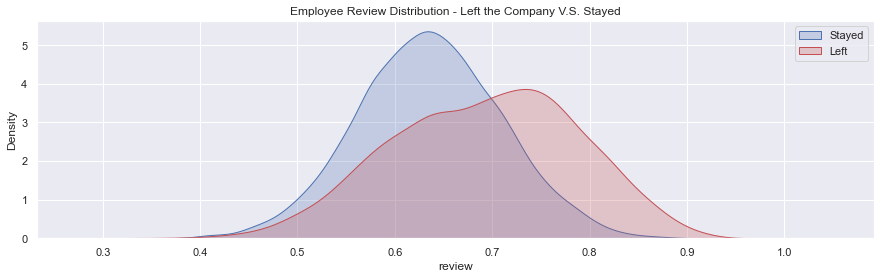 Employee Review Distribution - Left the Company V.S. Stayed
Stayed
Left
Density
5
4
3
2
1
0
0.3 0.4 0.5 0.6 0.7 0.8 0.9 1.0
review